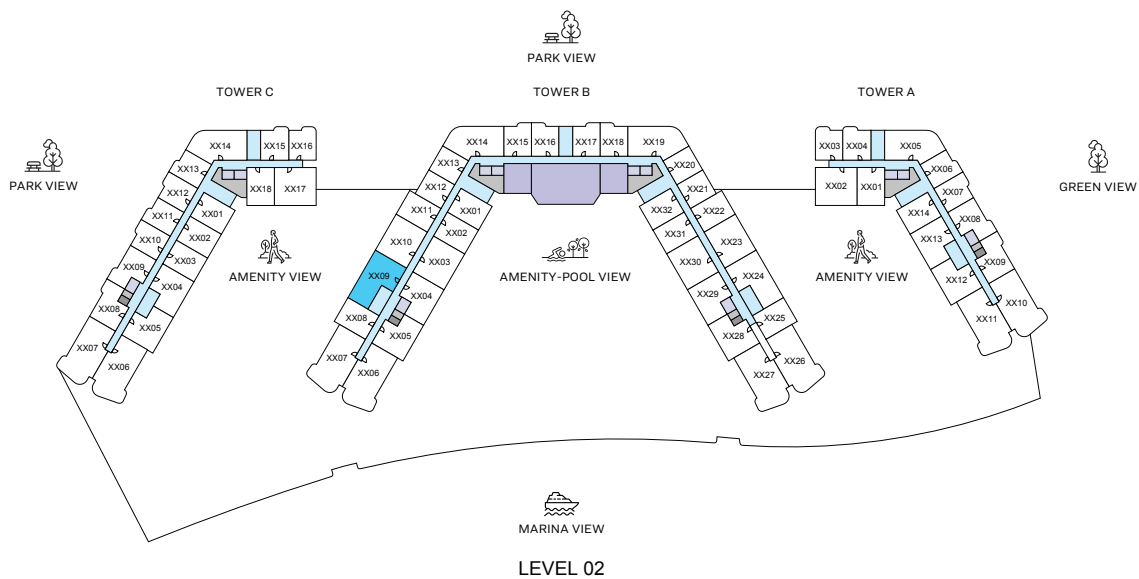 PARK VIEW
TOWER C
TOWER B
TOWER A
PARK VIEW
GREEN VIEW
XX14
XX15
XX16
XX13
XX18
XX17
XX12
XX01
XX11
XX02
XX10
XX03
XX09
XX04
XX08
XX05
XX07
XX06
AMENITY VIEW
XX14
XX15
XX16
XX17
XX18
XX19
XX13
XX20
XX12
XX01
XX21
XX11
XX02
XX32
XX22
XX10
XX03
XX31
XX23
XX09
XX04
XX30
XX24
XX08
XX05
XX29
XX25
XX07
XX06
XX28
XX26
XX27
AMENITY-POOL VIEW
AMENITY VIEW
XX03
XX04
XX05
XX02
XX01
XX06
XX07
XX14
XX08
XX13
XX09
XX12
XX10
XX11
MARINA VIEW
LEVEL 02